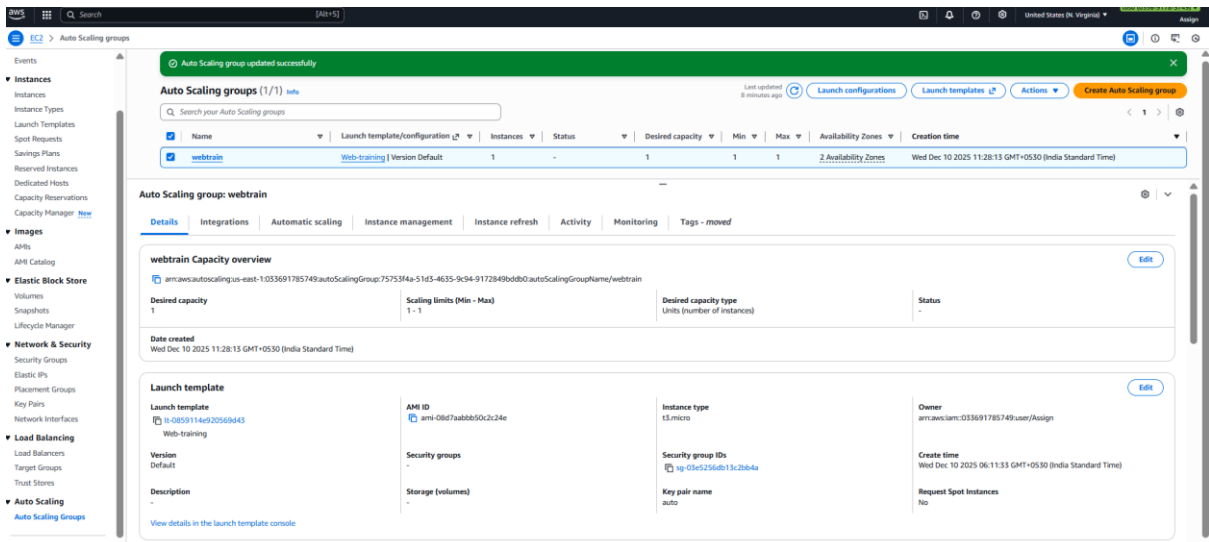 aws Search [Alt+S] United States (N. Virginia) ▼
Assign
EC2 > Auto Scaling groups
Events
Instances
Instances
Instance Types
Launch Templates
Spot Requests
Savings Plans
Reserved Instances
Dedicated Hosts
Capacity Reservations
Capacity Manager New
Images
AMIs
AMI Catalog
Elastic Block Store
Volumes
Snapshots
Lifecycle Manager
Network & Security
Security Groups
Elastic IPs
Placement Groups
Key Pairs
Network Interfaces
Load Balancing
Load Balancers
Target Groups
Trust Stores
Auto Scaling
Auto Scaling Groups
Auto Scaling group updated successfully
Auto Scaling groups (1/1) Info
Last updated
8 minutes ago
Launch configurations Launch templates Actions ▼ Create Auto Scaling group
Search your Auto Scaling groups
< 1 >
Name Launch template/configuration Instances Status Desired capacity Min Max Availability Zones Creation time
webtrain Web-training | Version Default 1 - 1 1 1 2 Availability Zones Wed Dec 10 2025 11:28:13 GMT+0530 (India Standard Time)
Auto Scaling group: webtrain
Details Integrations Automatic scaling Instance management Instance refresh Activity Monitoring Tags - moved
webtrain Capacity overview Edit
arn:aws:autoscaling:us-east-1:033691785749:autoScalingGroup:75753f4a-51d3-4635-9c94-9172849bddb0:autoScalingGroupName/webtrain
Desired capacity Scaling limits (Min - Max) Desired capacity type Status
1 1 - 1 Units (number of instances) -
Date created
Wed Dec 10 2025 11:28:13 GMT+0530 (India Standard Time)
Launch template Edit
Launch template AMI ID Instance type Owner
lt-0859114e920569d43 ami-08d7aabbb50c2c24e t3.micro arn:aws:iam::033691785749:user/Assign
Web-training
Version Security groups Security group IDs Create time
Default - sg-03e5256db13c2bb4a Wed Dec 10 2025 06:11:33 GMT+0530 (India Standard Time)
Description Storage (volumes) Key pair name Request Spot Instances
- - auto No
View details in the launch template console